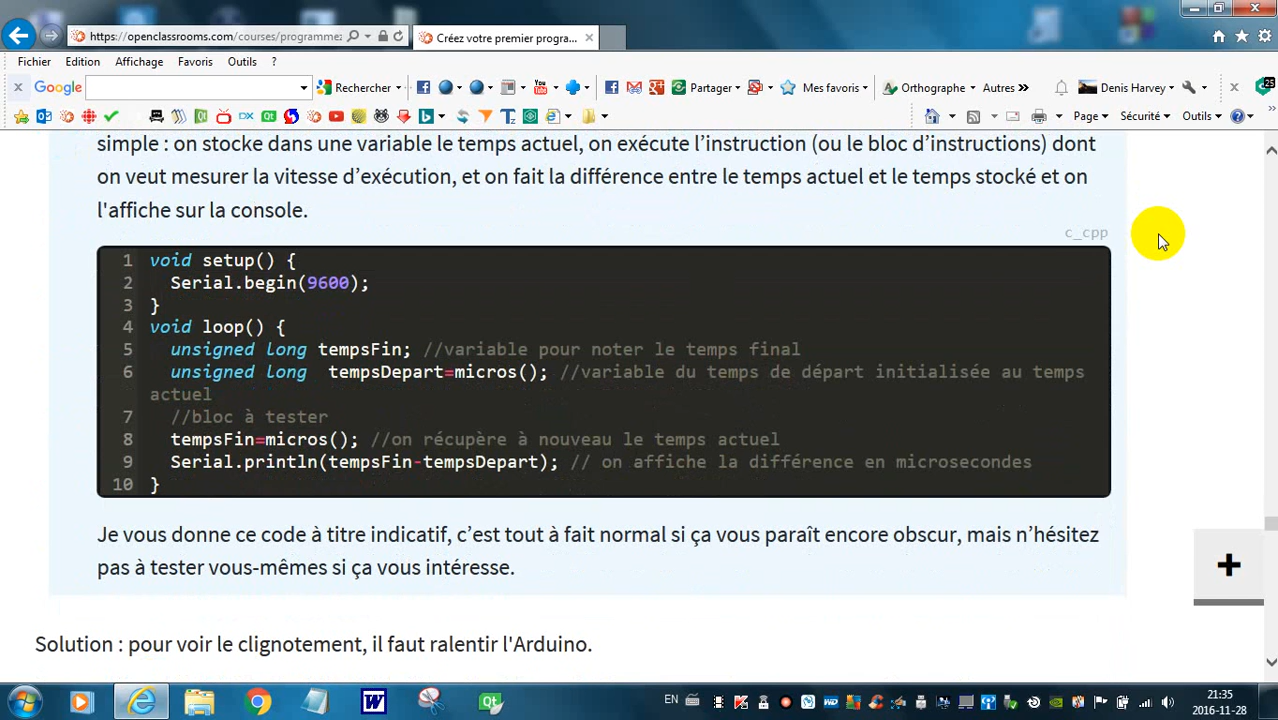 https://openclassrooms.com/courses/programme:
Créez votre premier progra...
Fichier Edition Affichage Favoris Outils ?
Google Rechercher Partager Mes favoris Orthographe Autres » Denis Harvey 25
Page Sécurité Outils
simple : on stocke dans une variable le temps actuel, on exécute l’instruction (ou le bloc d’instructions) dont
on veut mesurer la vitesse d’exécution, et on fait la différence entre le temps actuel et le temps stocké et on
l'affiche sur la console.
c_cpp
1 void setup() {
2 Serial.begin(9600);
3 }
4 void loop() {
5 unsigned long tempsFin; //variable pour noter le temps final
6 unsigned long tempsDepart=micros(); //variable du temps de départ initialisée au temps
actuel
7 //bloc à tester
8 tempsFin=micros(); //on récupère à nouveau le temps actuel
9 Serial.println(tempsFin-tempsDepart); // on affiche la différence en microsecondes
10 }
Je vous donne ce code à titre indicatif, c’est tout à fait normal si ça vous paraît encore obscur, mais n’hésitez
pas à tester vous-mêmes si ça vous intéresse.
+
Solution : pour voir le clignotement, il faut ralentir l'Arduino.
EN
21:35
2016-11-28